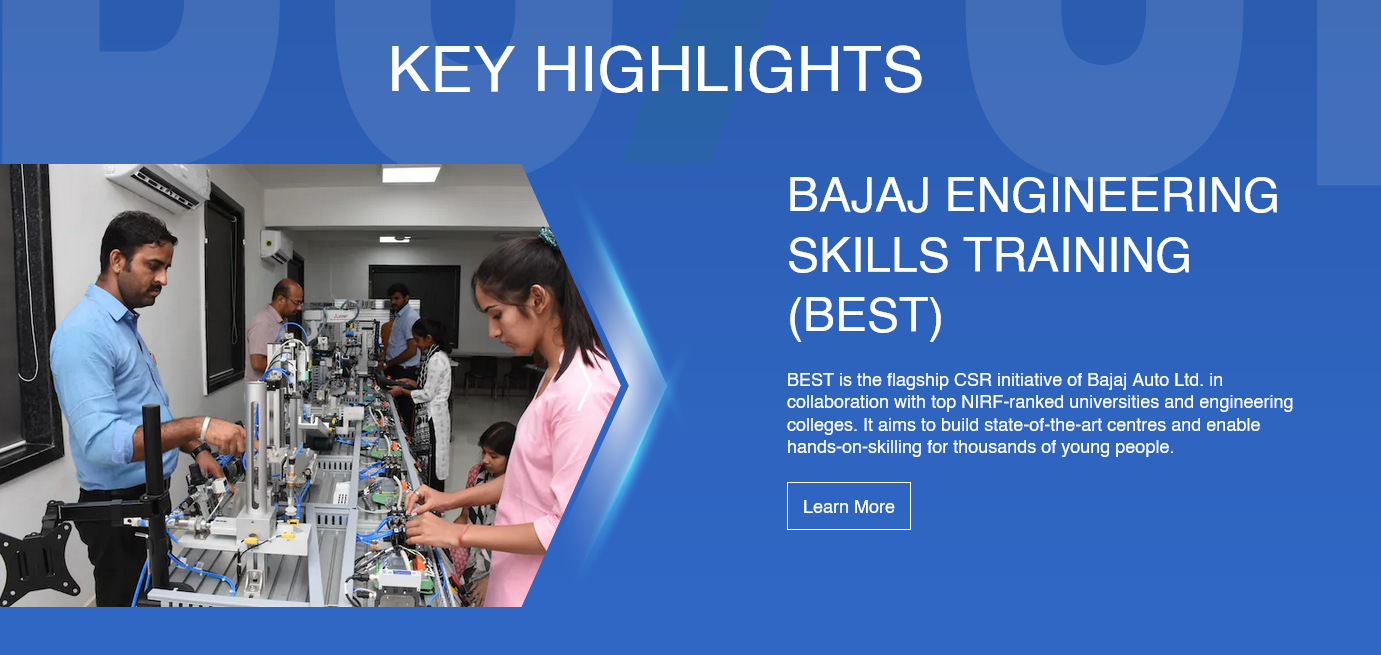 KEY HIGHLIGHTS
BAJAJ ENGINEERING
SKILLS TRAINING
(BEST)
BEST is the flagship CSR initiative of Bajaj Auto Ltd. in
collaboration with top NIRF-ranked universities and engineering
colleges. It aims to build state-of-the-art centres and enable
hands-on-skilling for thousands of young people.
Learn More